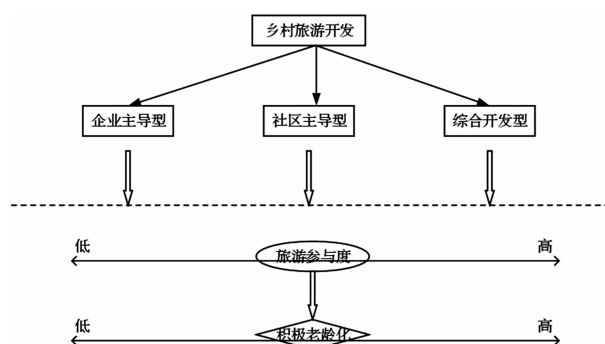 乡村旅游开发
企业主导型 社区主导型 综合开发型
低 旅游参与度 高
低 积极老龄化 高